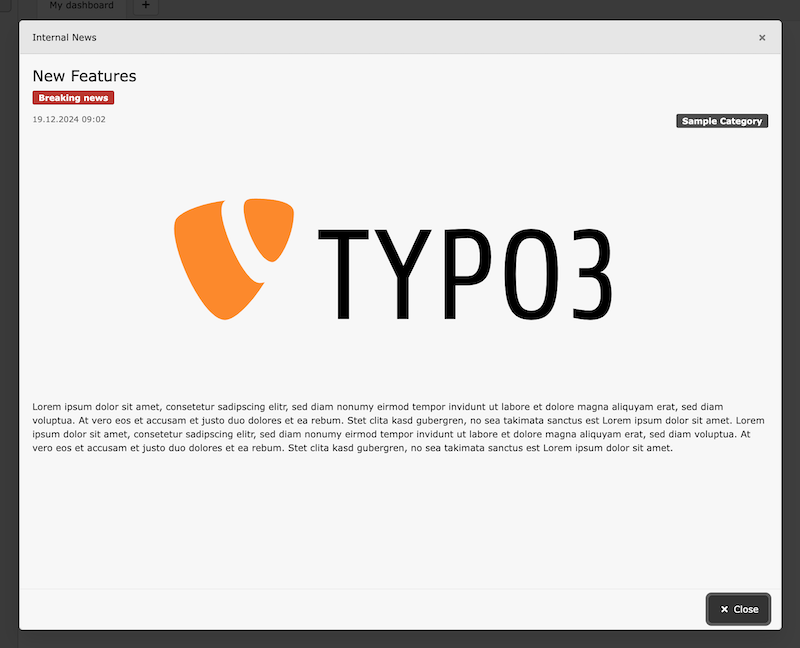 My dashboard +
Internal News ×
New Features
Breaking news
19.12.2024 09:02 Sample Category
TYPO3
Lorem ipsum dolor sit amet, consetetur sadipscing elitr, sed diam nonumy eirmod tempor invidunt ut labore et dolore magna aliquyam erat, sed diam
voluptua. At vero eos et accusam et justo duo dolores et ea rebum. Stet clita kasd gubergren, no sea takimata sanctus est Lorem ipsum dolor sit amet. Lorem
ipsum dolor sit amet, consetetur sadipscing elitr, sed diam nonumy eirmod tempor invidunt ut labore et dolore magna aliquyam erat, sed diam voluptua. At
vero eos et accusam et justo duo dolores et ea rebum. Stet clita kasd gubergren, no sea takimata sanctus est Lorem ipsum dolor sit amet.
× Close